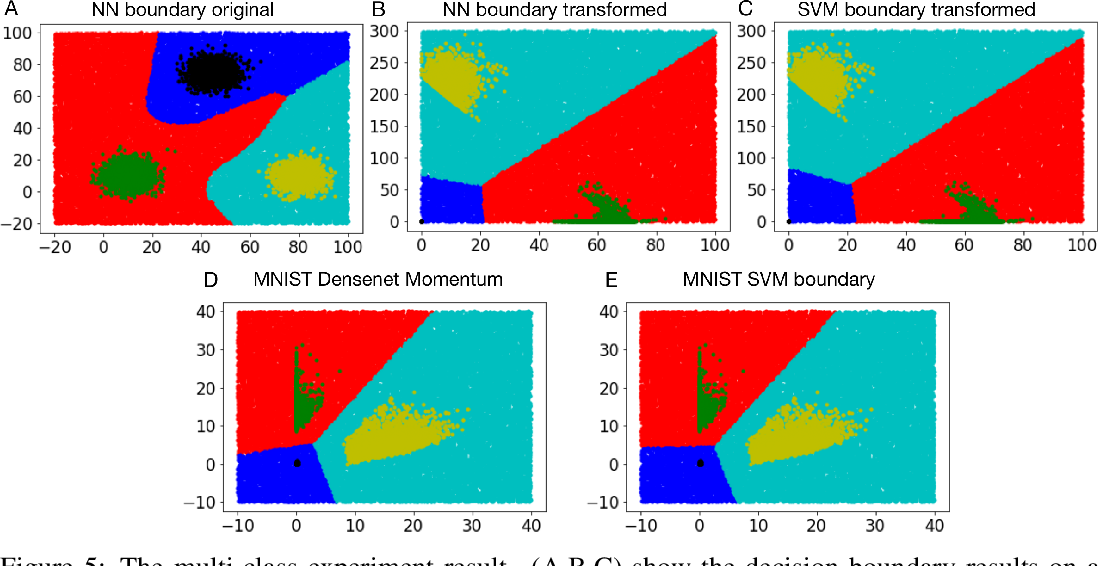 A NN boundary original B NN boundary transformed C SVM boundary transformed
100 80 60 40 20 0 −20
−20 0 20 40 60 80 100
300 250 200 150 100 50 0
0 20 40 60 80 100
300 250 200 150 100 50 0
0 20 40 60 80 100
D MNIST Densenet Momentum E MNIST SVM boundary
40 30 20 10 0 −10
−10 0 10 20 30 40
40 30 20 10 0 −10
−10 0 10 20 30 40
Figure 5: The multi class experiment result. (A,B,C) show the decision boundary results on a